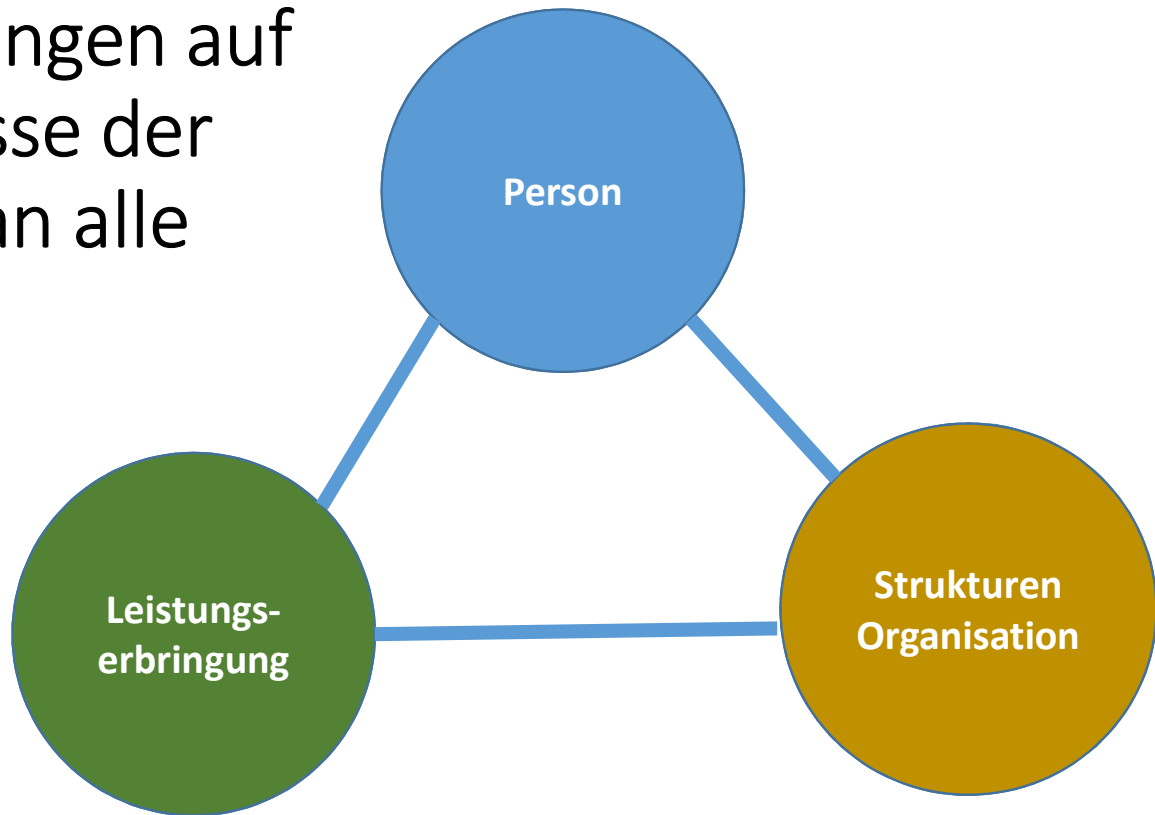 ngen auf
sse der
an alle
Person
Leistungs-
erbringung
Strukturen
Organisation